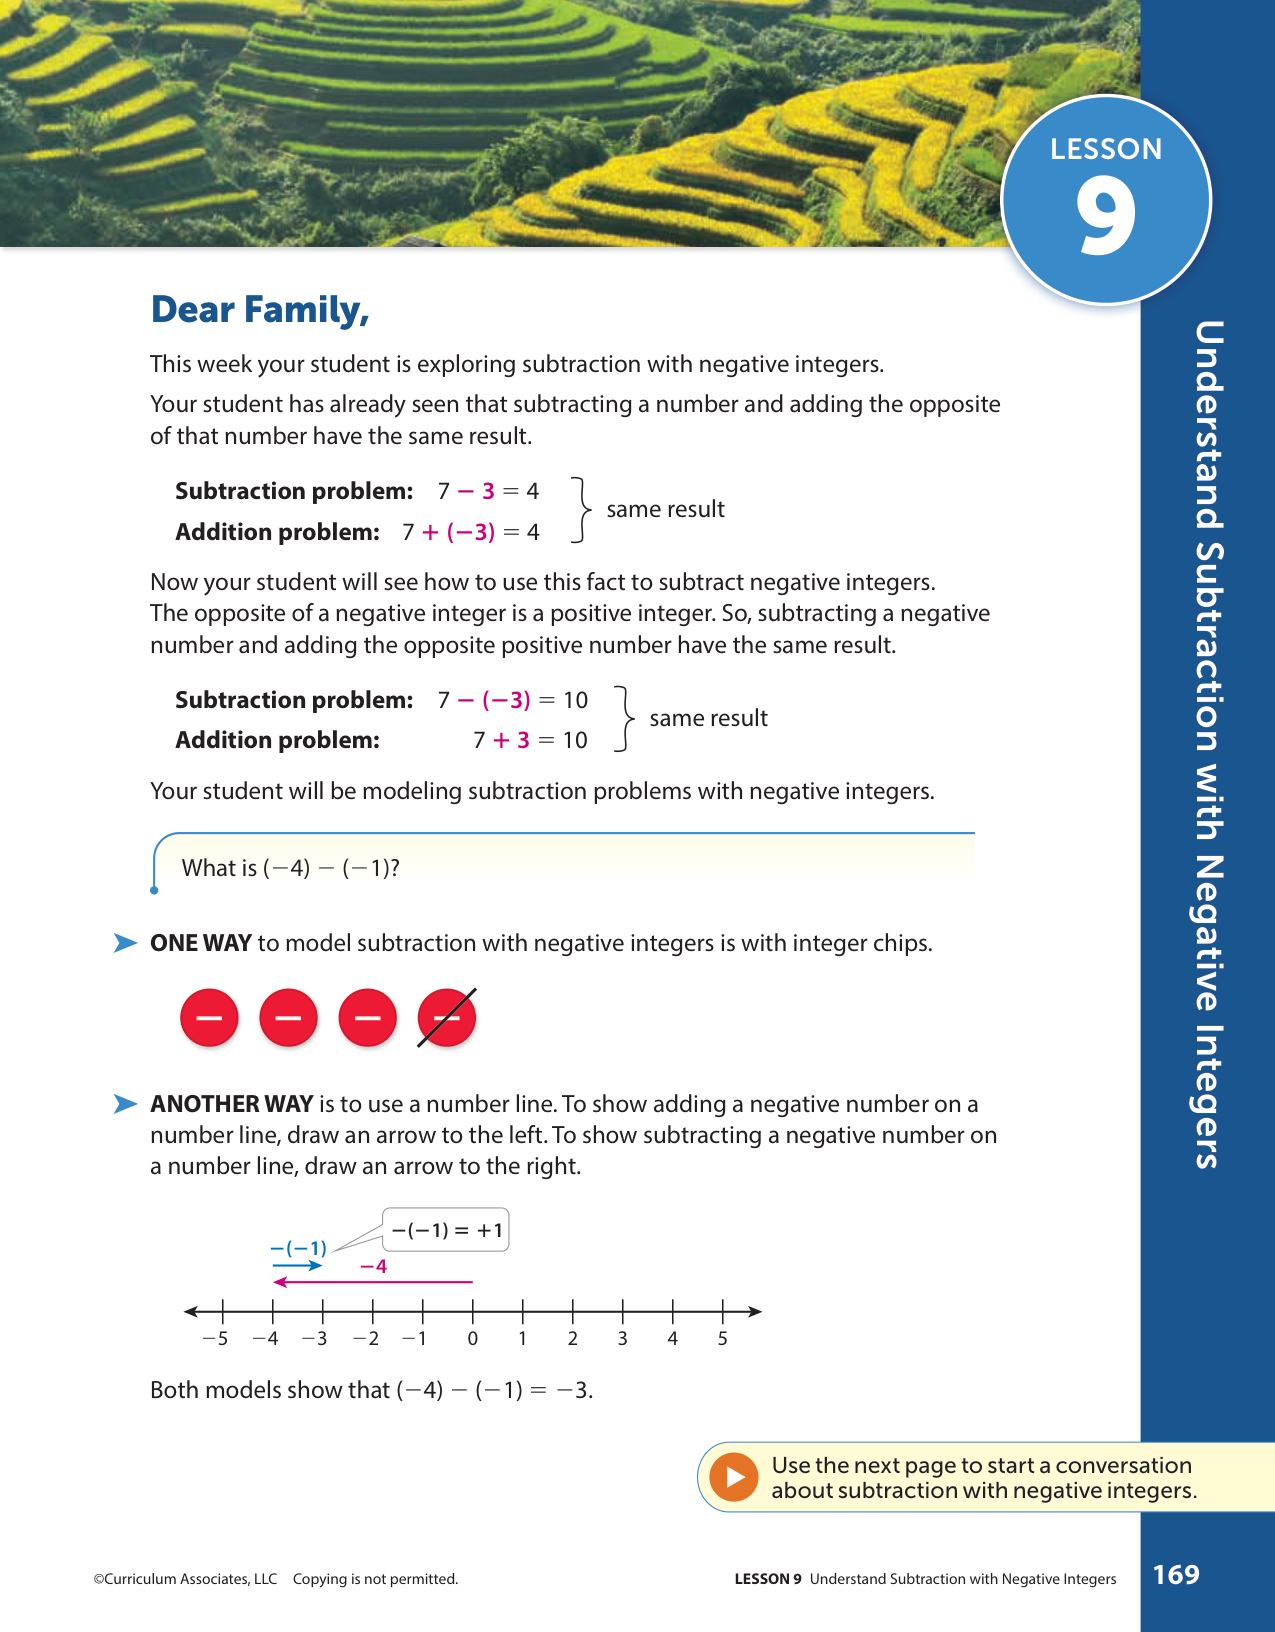 LESSON
9
Understand Subtraction with Negative Integers
Dear Family,
This week your student is exploring subtraction with negative integers.
Your student has already seen that subtracting a number and adding the opposite
of that number have the same result.
Subtraction problem: 7 − 3 = 4
same result
Addition problem: 7 + (−3) = 4
Now your student will see how to use this fact to subtract negative integers.
The opposite of a negative integer is a positive integer. So, subtracting a negative
number and adding the opposite positive number have the same result.
Subtraction problem: 7 − (−3) = 10
same result
Addition problem: 7 + 3 = 10
Your student will be modeling subtraction problems with negative integers.
What is (−4) − (−1)?
ONE WAY to model subtraction with negative integers is with integer chips.
− − − −
ANOTHER WAY is to use a number line. To show adding a negative number on a
number line, draw an arrow to the left. To show subtracting a negative number on
a number line, draw an arrow to the right.
−(−1) = +1
−(−1)
−4
−5 −4 −3 −2 −1 0 1 2 3 4 5
Both models show that (−4) − (−1) = −3.
Use the next page to start a conversation
about subtraction with negative integers.
©Curriculum Associates, LLC Copying is not permitted.
LESSON 9 Understand Subtraction with Negative Integers
169